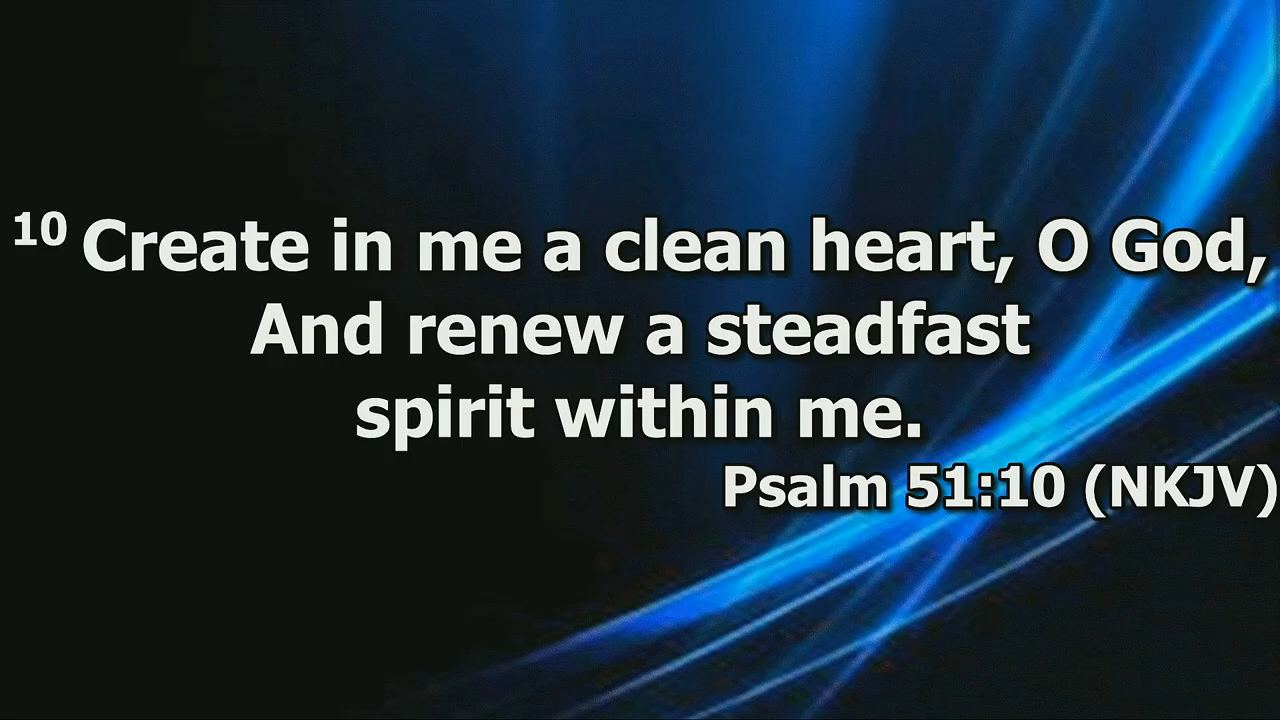 10 Create in me a clean heart, O God,
And renew a steadfast
spirit within me.
Psalm 51:10 (NKJV)